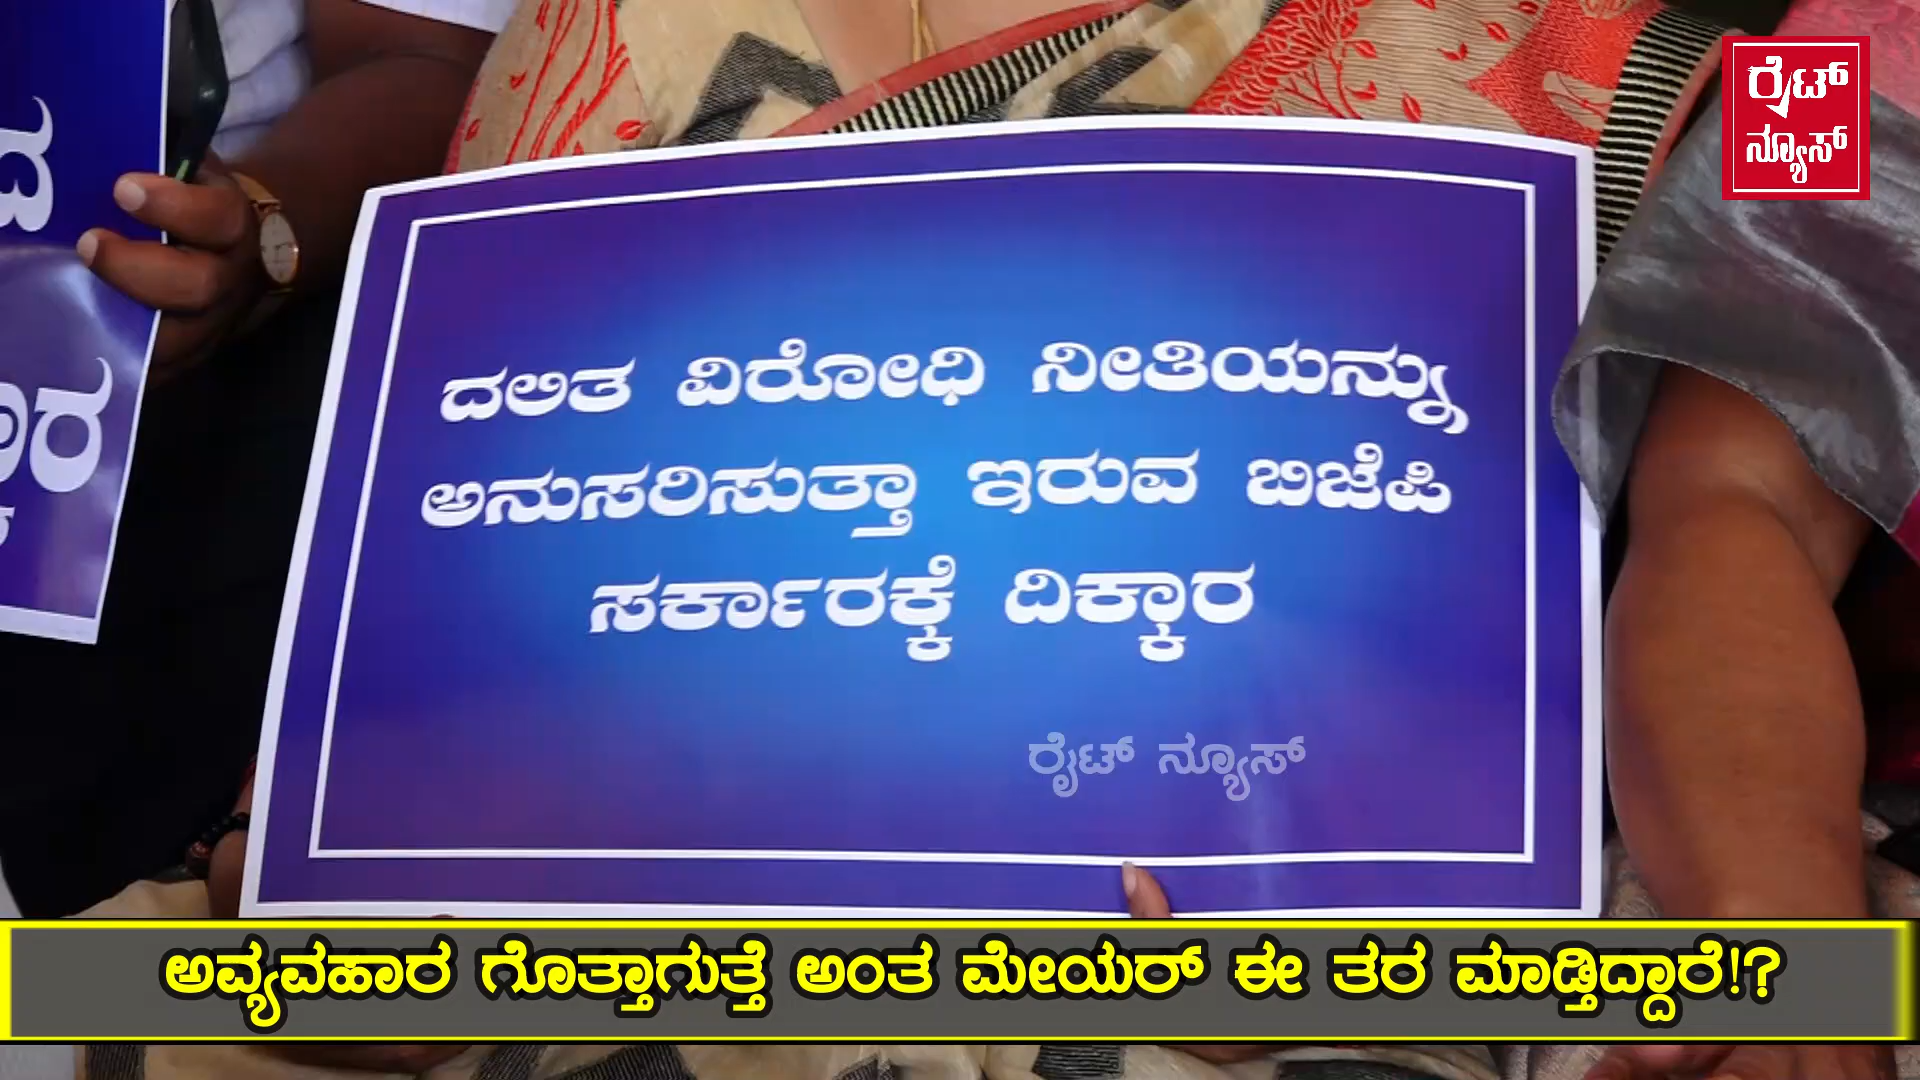 ರೈಟ್
ನ್ಯೂಸ್
ದ
ಾರ
ದಲಿತ ವಿರೋಧಿ ನೀತಿಯನ್ನು
ಅನುಸರಿಸುತ್ತಾ ಇರುವ ಬಿಜೆಪಿ
ಸರ್ಕಾರಕ್ಕೆ ದಿಕ್ಕಾರ
ರೈಟ್ ನ್ಯೂಸ್
ಅವ್ಯವಹಾರ ಗೊತ್ತಾಗುತ್ತೆ ಅಂತ ಮೇಯರ್ ಈ ತರ ಮಾಡ್ತಿದ್ದಾರೆ!?